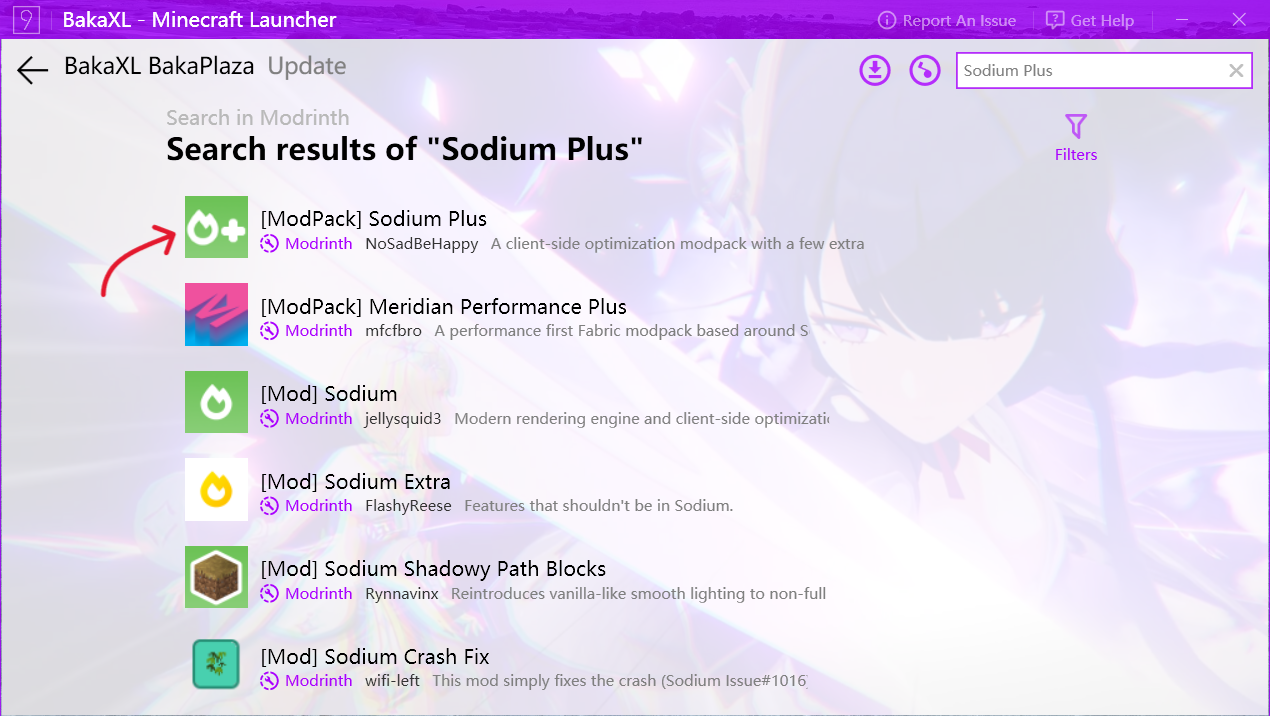 BakaXL - Minecraft Launcher
Report An Issue
Get Help
BakaXL BakaPlaza Update
Sodium Plus
Search in Modrinth
Search results of "Sodium Plus"
Filters
[ModPack] Sodium Plus
Modrinth NoSadBeHappy A client-side optimization modpack with a few extra
[ModPack] Meridian Performance Plus
Modrinth mfcfbro A performance first Fabric modpack based around S
[Mod] Sodium
Modrinth jellysquid3 Modern rendering engine and client-side optimizatic
[Mod] Sodium Extra
Modrinth FlashyReese Features that shouldn't be in Sodium.
[Mod] Sodium Shadowy Path Blocks
Modrinth Rynnavinx Reintroduces vanilla-like smooth lighting to non-full
[Mod] Sodium Crash Fix
Modrinth wifi-left This mod simply fixes the crash (Sodium Issue#1016